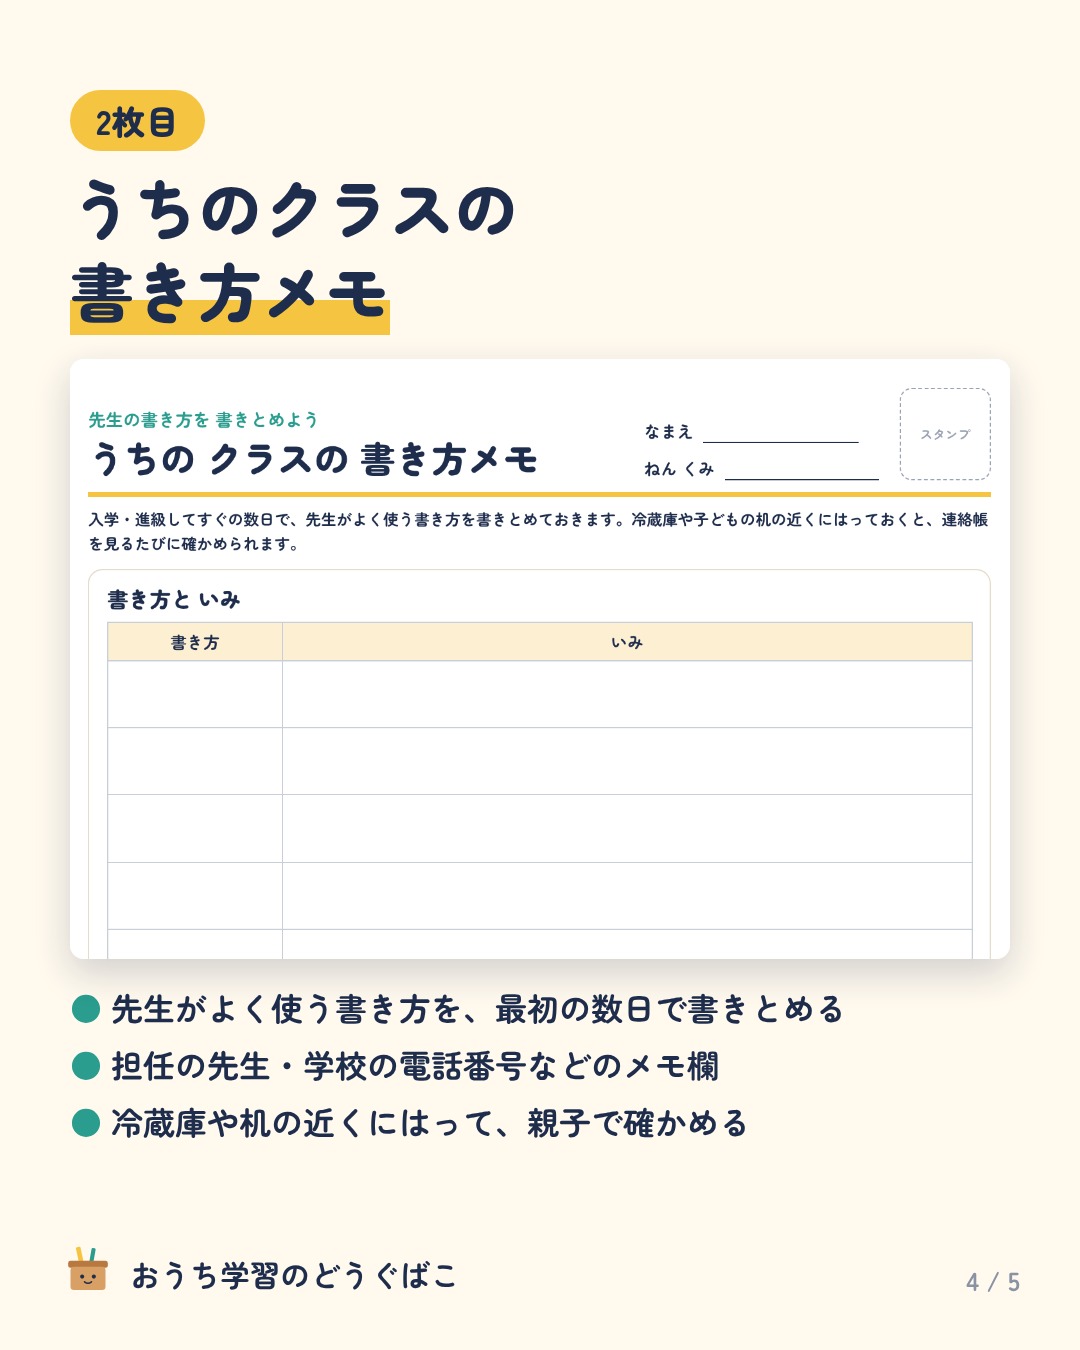 2枚目
うちのクラスの
書き方メモ
先生の書き方を 書きとめよう
うちの クラスの 書き方メモ
なまえ
ねん くみ
スタンプ
入学・進級してすぐの数日で、先生がよく使う書き方を書きとめておきます。冷蔵庫や子どもの机の近くにはっておくと、連絡帳
を見るたびに確かめられます。
書き方と いみ
書き方 いみ
先生がよく使う書き方を、最初の数日で書きとめる
担任の先生・学校の電話番号などのメモ欄
冷蔵庫や机の近くにはって、親子で確かめる
おうち学習のどうぐばこ
4 / 5